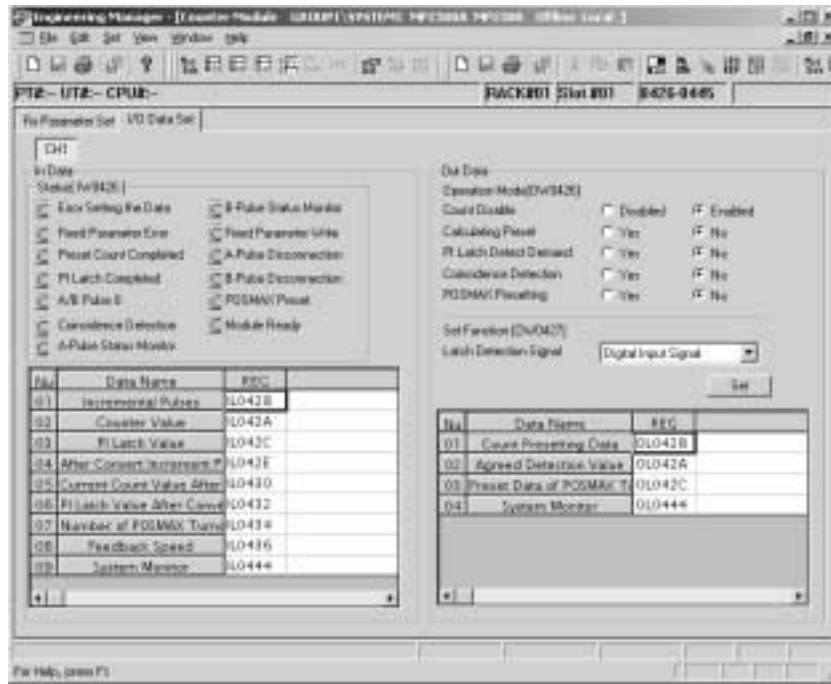 Engineering Manager - [Counter Module
File Edit Set View Window Help
PT#:-- UT#:-- CPU#:-- RACK#01 Slot #01 0426-0445
Fix Parameter Set I/O Data Set
CH1
In Data
Status[IW0426]
Error Setting the Data
Fixed Parameter Error
Preset Count Completed
PI Latch Completed
A/B Pulse 0
Coincidence Detection
A-Pulse Status Monitor
B-Pulse Status Monitor
Fixed Parameter Write
A-Pulse Disconnection
B-Pulse Disconnection
POSMAX Preset
Module Ready
No. Data Name REG
01 Incremental Pulses IL0428
02 Counter Value IL042A
03 PI Latch Value IL042C
04 After Convert Increment P IL042E
05 Current Count Value After IL0430
06 PI Latch Value After Conve IL0432
07 Number of POSMAX Turns IL0434
08 Feedback Speed IL0436
09 System Monitor IL0444
Out Data
Operation Mode[OW0426]
Count Disable Disabled Enabled
Calculating Preset Yes No
PI Latch Detect Demand Yes No
Coincidence Detection Yes No
POSMAX Presetting Yes No
Set Function [OW0427]
Latch Detection Signal Digital Input Signal
Set
No. Data Name REG
01 Count Presetting Data OL0428
02 Agreed Detection Value OL042A
03 Preset Data of POSMAX T OL042C
04 System Monitor OL0444
For Help, press F1